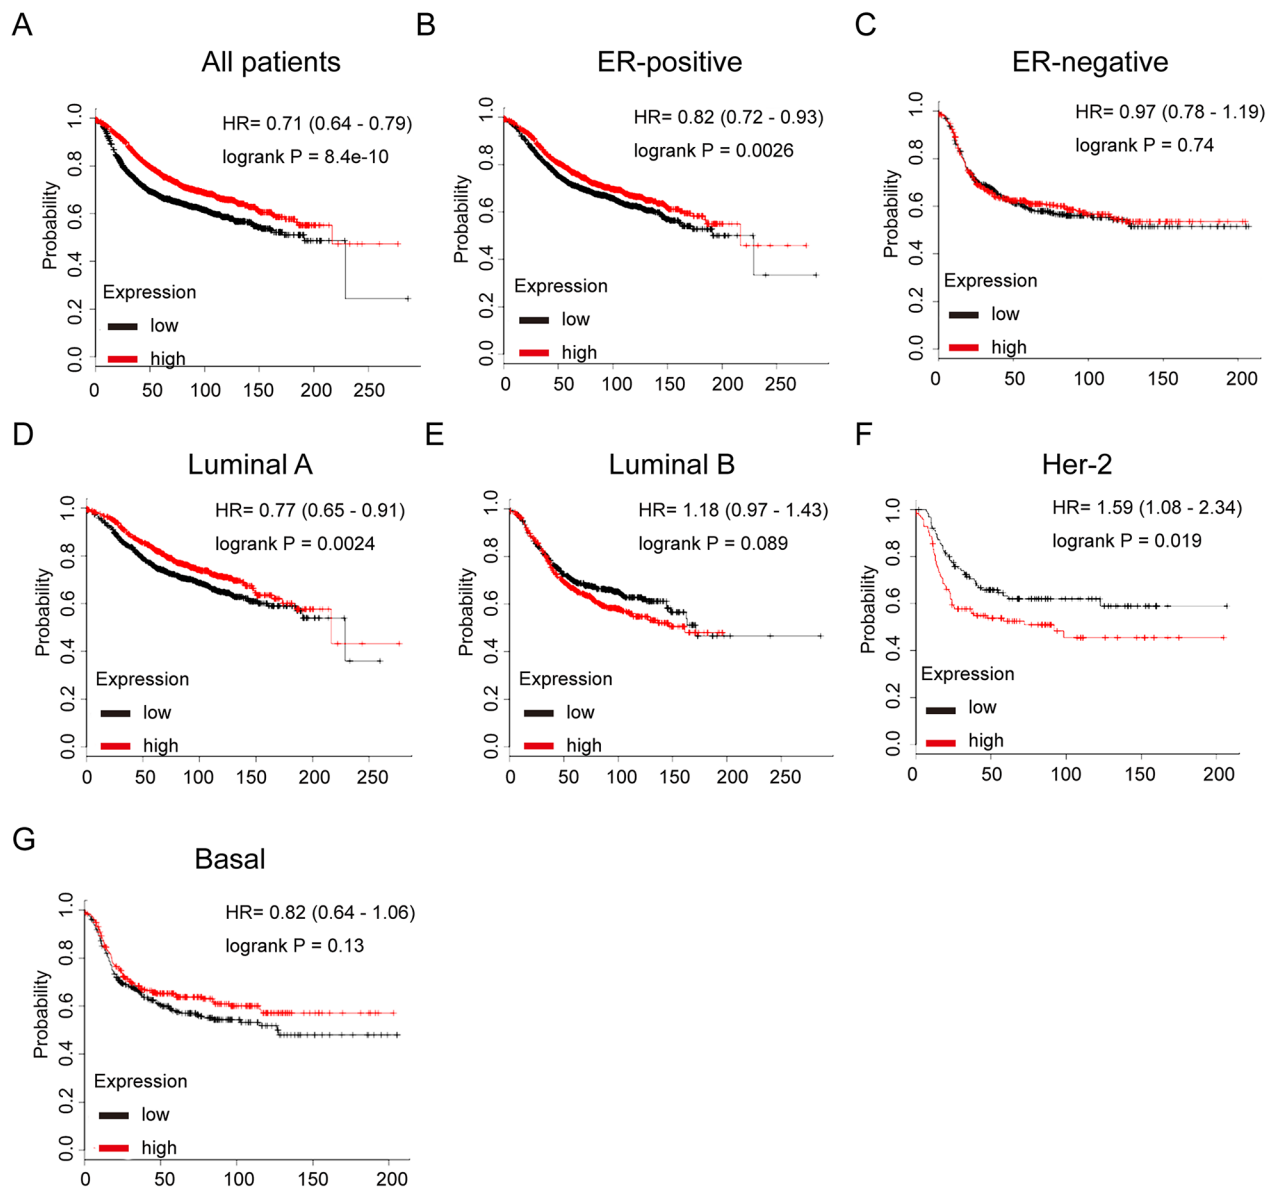 A
All patients
HR= 0.71 (0.64 - 0.79)
logrank P = 8.4e-10
Probability
1.0
0.8
0.6
0.4
0.2
0.0
Expression
low
high
0 50 100 150 200 250
B
ER-positive
HR= 0.82 (0.72 - 0.93)
logrank P = 0.0026
Probability
1.0
0.8
0.6
0.4
0.2
0.0
Expression
low
high
0 50 100 150 200 250
C
ER-negative
HR= 0.97 (0.78 - 1.19)
logrank P = 0.74
Probability
1.0
0.8
0.6
0.4
0.2
0.0
Expression
low
high
0 50 100 150 200
D
Luminal A
HR= 0.77 (0.65 - 0.91)
logrank P = 0.0024
Probability
1.0
0.8
0.6
0.4
0.2
0.0
Expression
low
high
0 50 100 150 200 250
E
Luminal B
HR= 1.18 (0.97 - 1.43)
logrank P = 0.089
Probability
1.0
0.8
0.6
0.4
0.2
0.0
Expression
low
high
0 50 100 150 200 250
F
Her-2
HR= 1.59 (1.08 - 2.34)
logrank P = 0.019
Probability
1.0
0.8
0.6
0.4
0.2
0.0
Expression
low
high
0 50 100 150 200
G
Basal
HR= 0.82 (0.64 - 1.06)
logrank P = 0.13
Probability
1.0
0.8
0.6
0.4
0.2
0.0
Expression
low
high
0 50 100 150 200